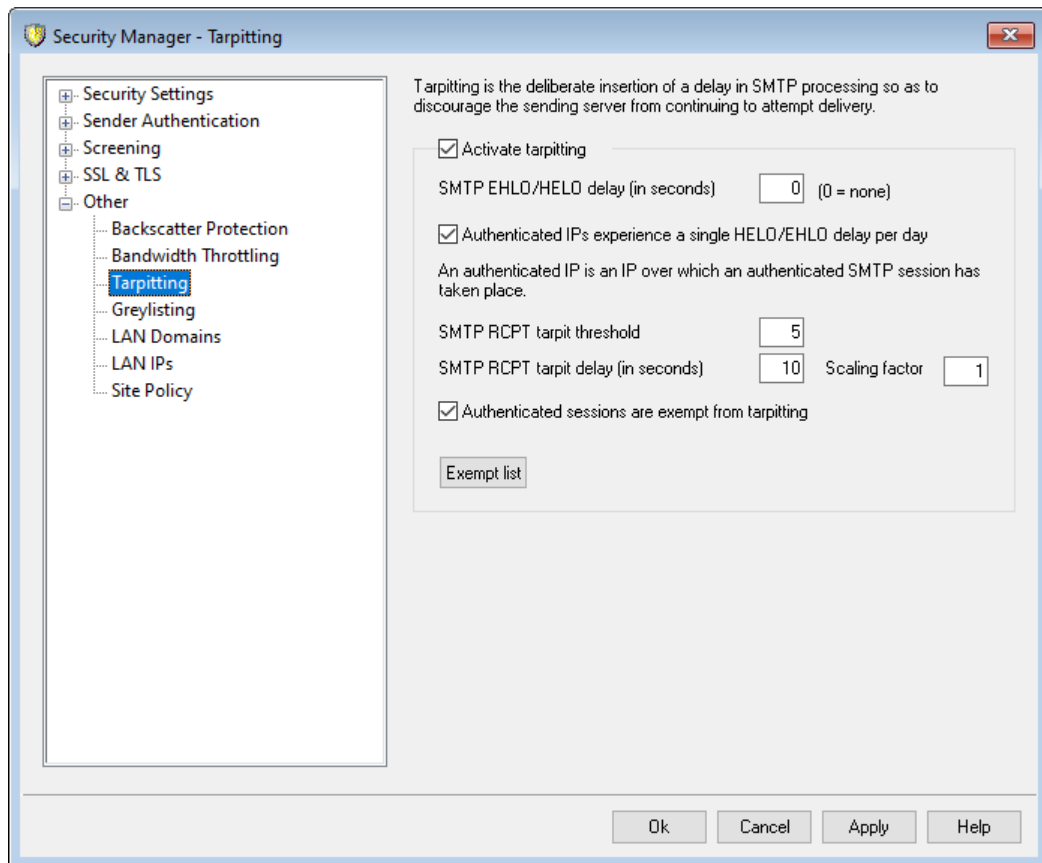 Security Manager - Tarpitting
Security Settings
Sender Authentication
Screening
SSL & TLS
Other
Backscatter Protection
Bandwidth Throttling
Tarpitting
Greylisting
LAN Domains
LAN IPs
Site Policy
Tarpitting is the deliberate insertion of a delay in SMTP processing so as to
discourage the sending server from continuing to attempt delivery.
Activate tarpitting
SMTP EHLO/HELO delay (in seconds) 0 (0 = none)
Authenticated IPs experience a single HELO/EHLO delay per day
An authenticated IP is an IP over which an authenticated SMTP session has
taken place.
SMTP RCPT tarpit threshold 5
SMTP RCPT tarpit delay (in seconds) 10 Scaling factor 1
Authenticated sessions are exempt from tarpitting
Exempt list
Ok Cancel Apply Help